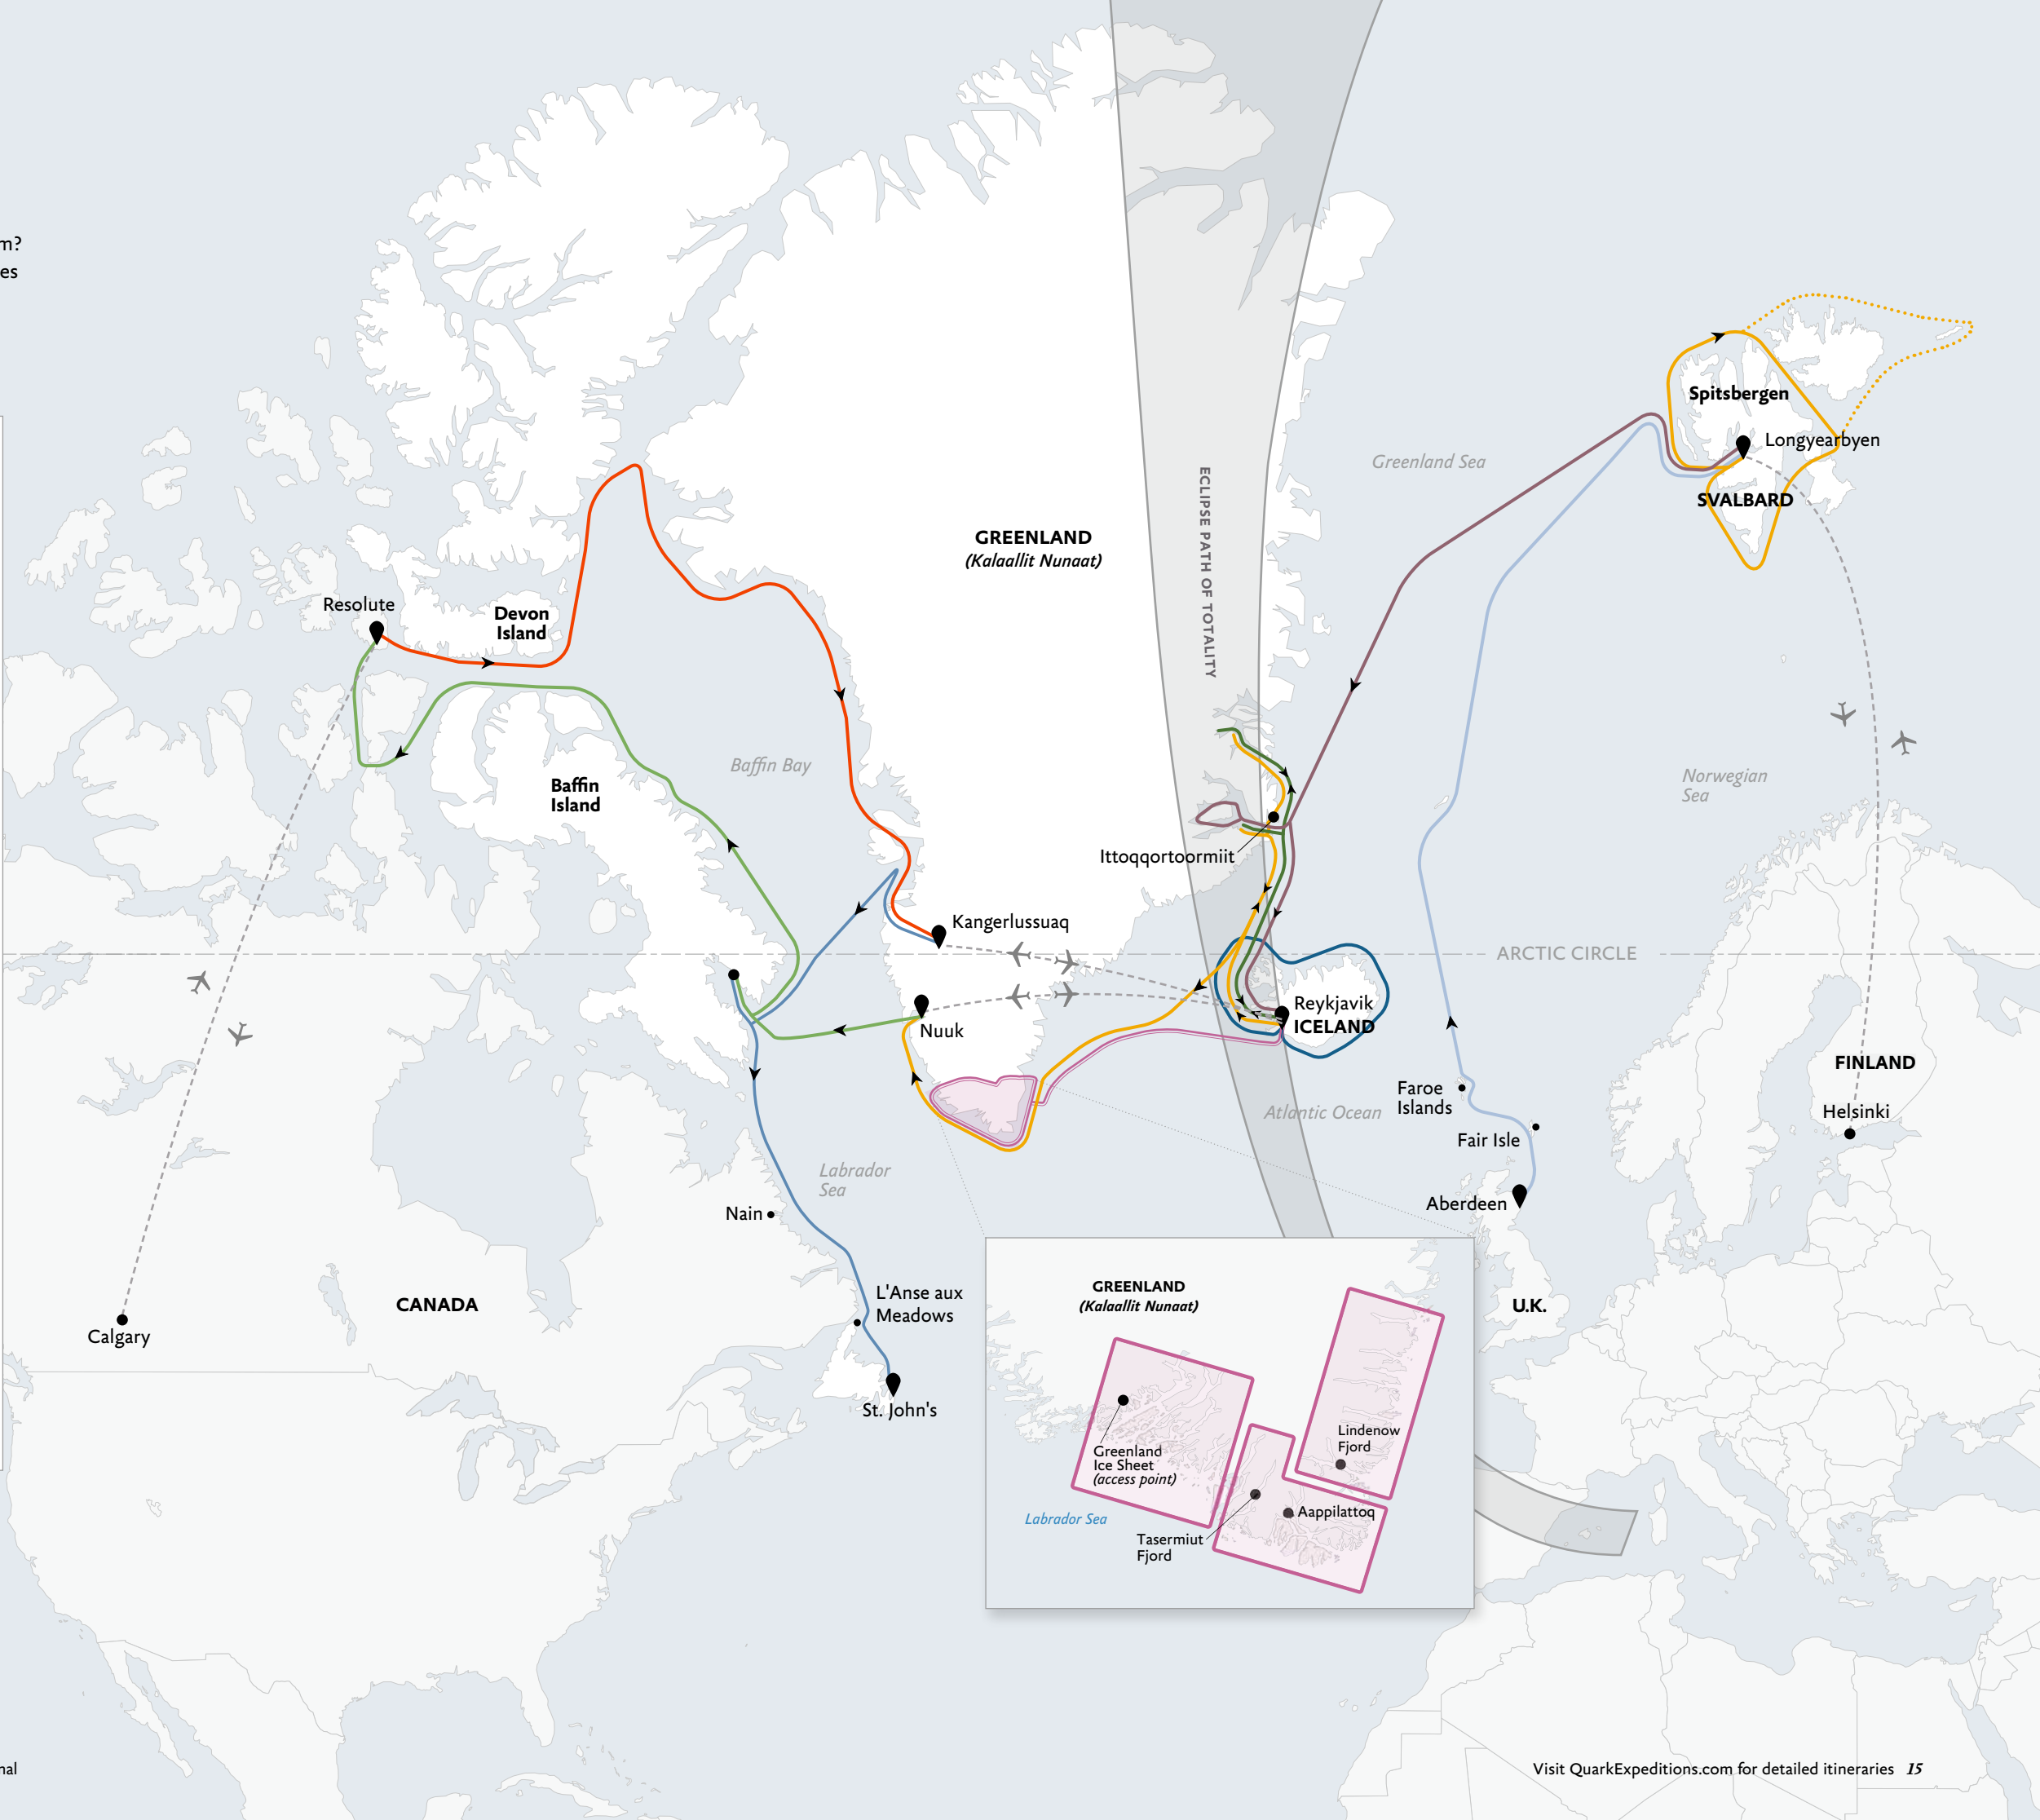 m?
es
Spitsbergen
Longyearbyen
Greenland Sea
SVALBARD
ECLIPSE PATH OF TOTALITY
GREENLAND
(Kalaallit Nunaat)
Resolute
Devon
Island
Baffin Bay
Baffin
Island
Norwegian
Sea
Ittoqqortoormiit
Kangerlussuaq
ARCTIC CIRCLE
Reykjavik
ICELAND
Nuuk
FINLAND
Faroe
Islands
Atlantic Ocean
Helsinki
Fair Isle
Labrador
Sea
Aberdeen
Nain
L'Anse aux
Meadows
CANADA
U.K.
Calgary
St. John's
GREENLAND
(Kalaallit Nunaat)
Lindenow
Fjord
Greenland
Ice Sheet
(access point)
Aappilattoq
Labrador Sea
Tasermiut
Fjord
nal
Visit QuarkExpeditions.com for detailed itineraries 15